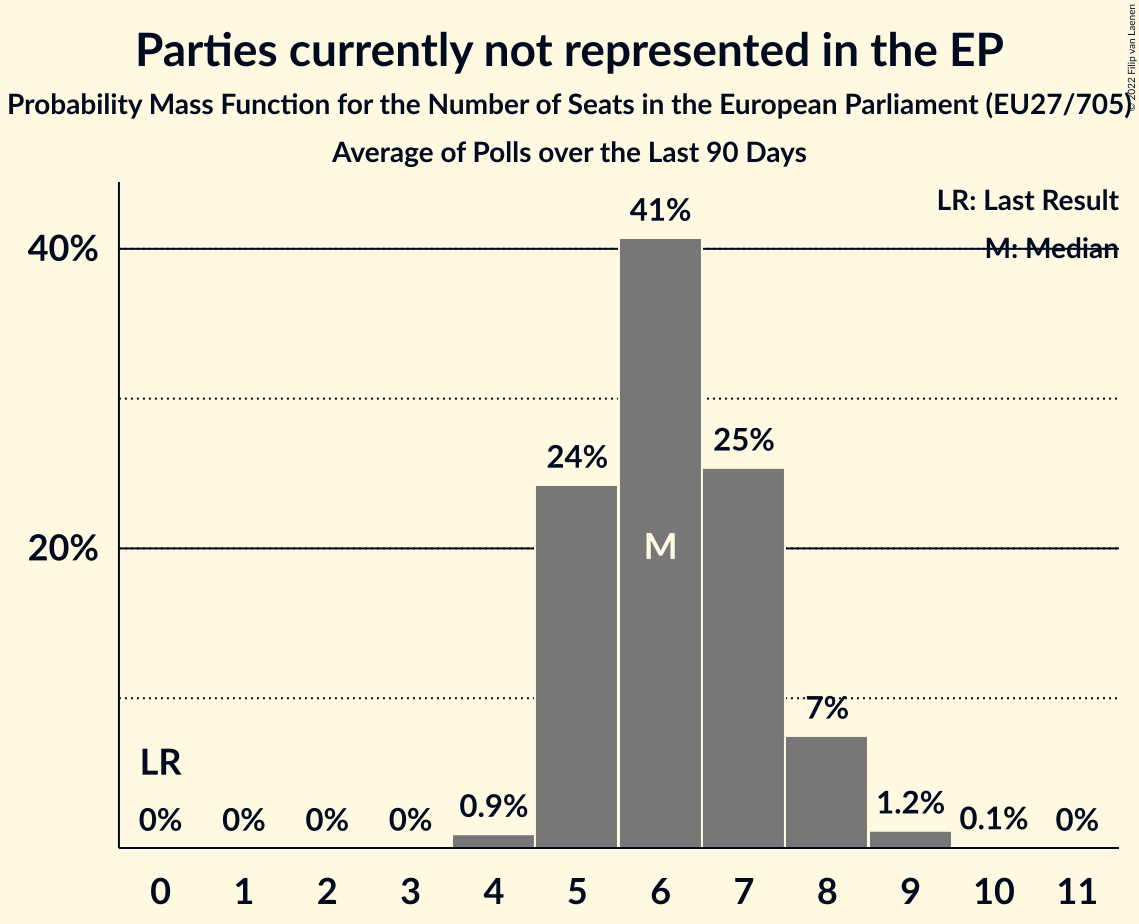 Parties currently not represented in the EP
Probability Mass Function for the Number of Seats in the European Parliament (EU27/705)
Average of Polls over the Last 90 Days
© 2022 Filip van Laenen
LR: Last Result
M: Median
40%
20%
LR
0%
0%
0%
0%
0.9%
24%
41%
M
25%
7%
1.2%
0.1%
0%
0 1 2 3 4 5 6 7 8 9 10 11